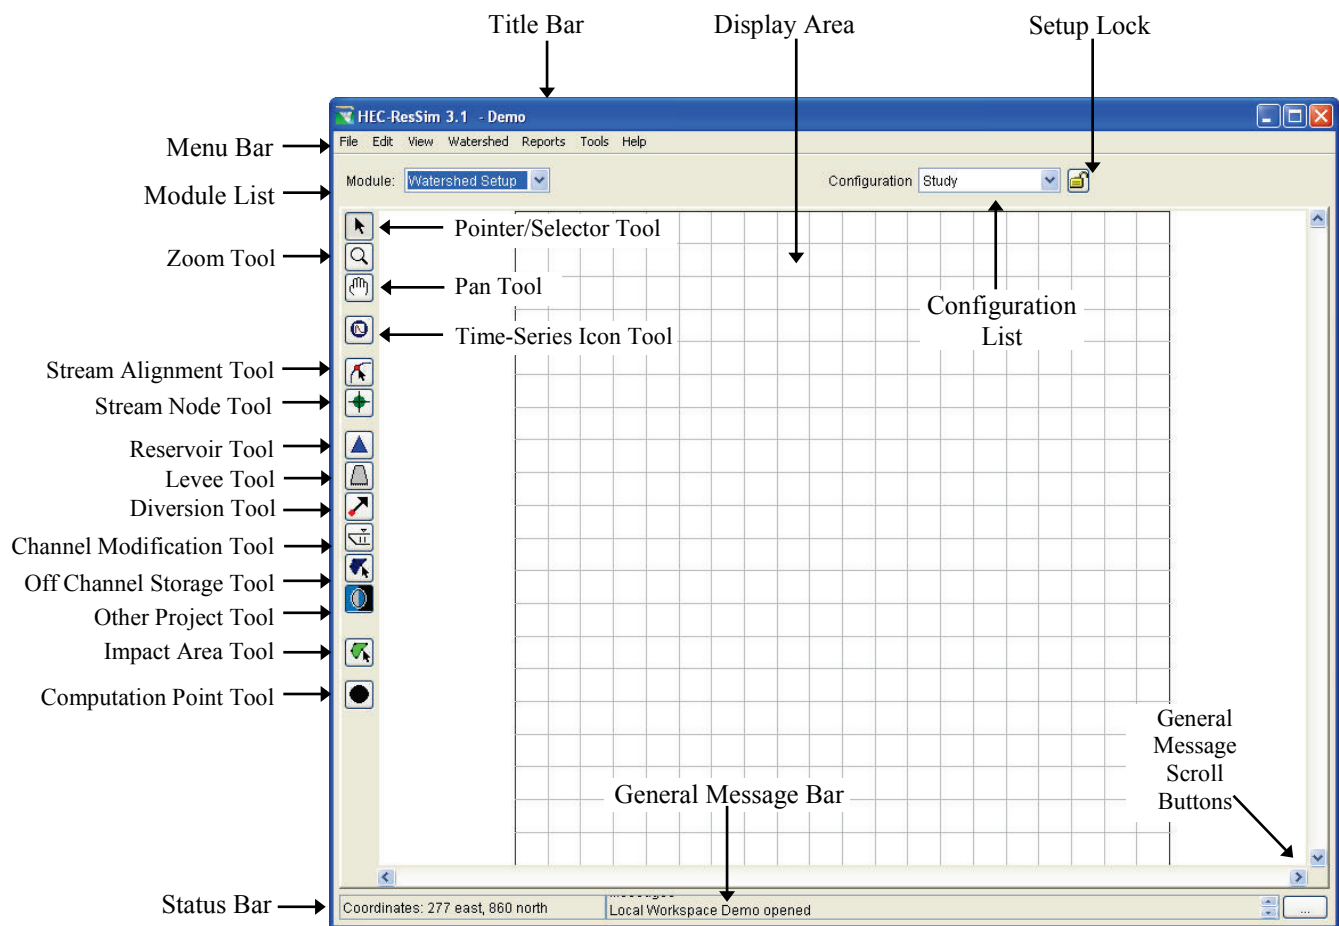 Title Bar
Display Area
Setup Lock
HEC-ResSim 3.1 - Demo
Menu Bar
File Edit View Watershed Reports Tools Help
Module List
Module: Watershed Setup
Configuration Study
Pointer/Selector Tool
Zoom Tool
Pan Tool
Configuration
List
Time-Series Icon Tool
Stream Alignment Tool
Stream Node Tool
Reservoir Tool
Levee Tool
Diversion Tool
Channel Modification Tool
Off Channel Storage Tool
Other Project Tool
Impact Area Tool
Computation Point Tool
General
Message
Scroll
Buttons
General Message Bar
Status Bar
Coordinates: 277 east, 860 north
Messages
Local Workspace Demo opened
...